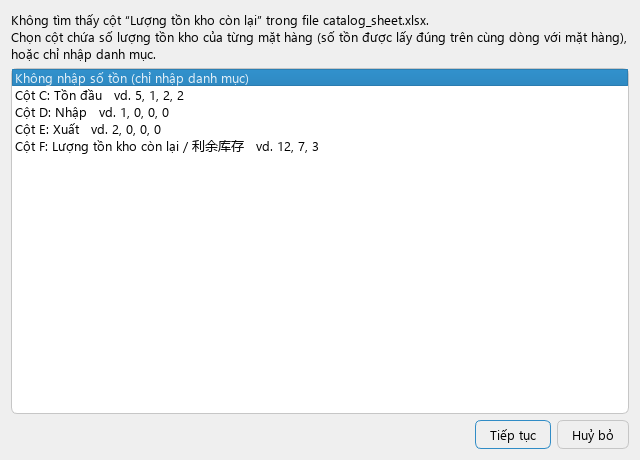 Không tìm thấy cột “Lượng tồn kho còn lại” trong file catalog_sheet.xlsx.
Chọn cột chứa số lượng tồn kho của từng mặt hàng (số tồn được lấy đúng trên cùng dòng với mặt hàng),
hoặc chỉ nhập danh mục.
Không nhập số tồn (chỉ nhập danh mục)
Cột C: Tồn đầu vd. 5, 1, 2, 2
Cột D: Nhập vd. 1, 0, 0, 0
Cột E: Xuất vd. 2, 0, 0, 0
Cột F: Lượng tồn kho còn lại / 利余库存 vd. 12, 7, 3
Tiếp tục
Huỷ bỏ